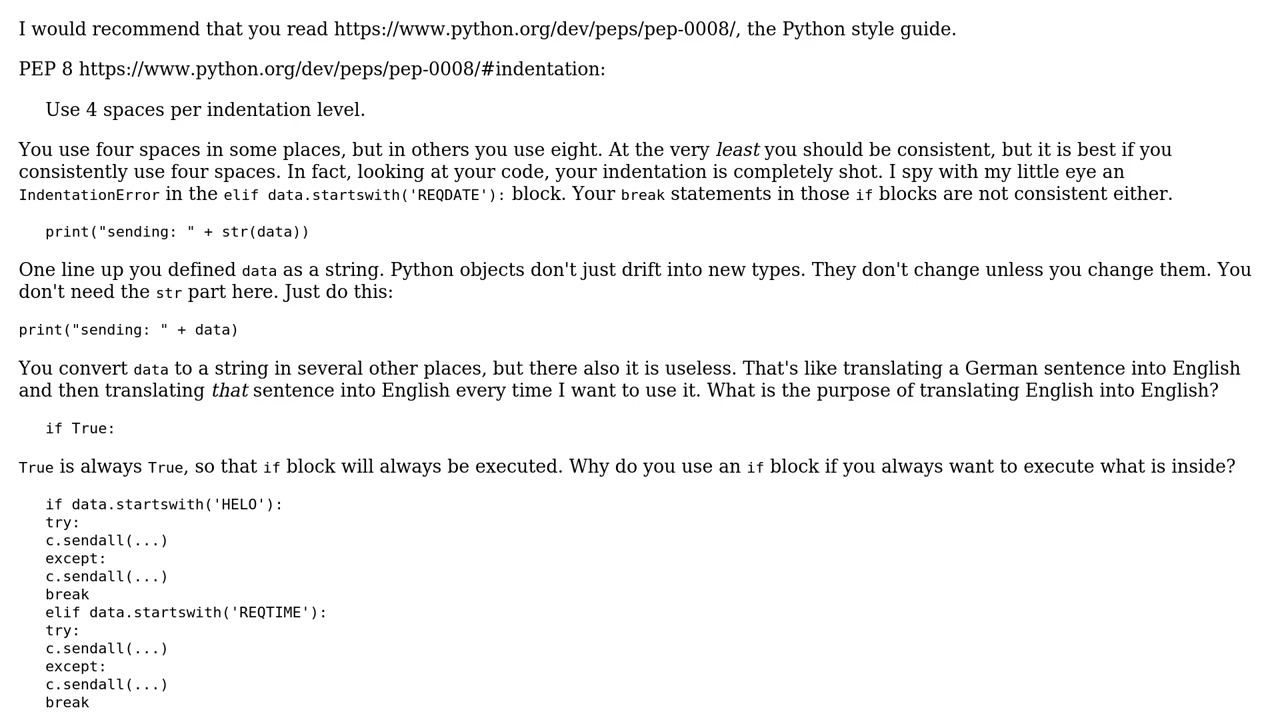 I would recommend that you read https://www.python.org/dev/peps/pep-0008/, the Python style guide.
PEP 8 https://www.python.org/dev/peps/pep-0008/#indentation:
Use 4 spaces per indentation level.
You use four spaces in some places, but in others you use eight. At the very least you should be consistent, but it is best if you
consistently use four spaces. In fact, looking at your code, your indentation is completely shot. I spy with my little eye an
IndentationError in the elif data.startswith('REQDATE'): block. Your break statements in those if blocks are not consistent either.
print("sending: " + str(data))
One line up you defined data as a string. Python objects don't just drift into new types. They don't change unless you change them. You
don't need the str part here. Just do this:
print("sending: " + data)
You convert data to a string in several other places, but there also it is useless. That's like translating a German sentence into English
and then translating that sentence into English every time I want to use it. What is the purpose of translating English into English?
if True:
True is always True, so that if block will always be executed. Why do you use an if block if you always want to execute what is inside?
if data.startswith('HELO'):
try:
c.sendall(...)
except:
c.sendall(...)
break
elif data.startswith('REQTIME'):
try:
c.sendall(...)
except:
c.sendall(...)
break